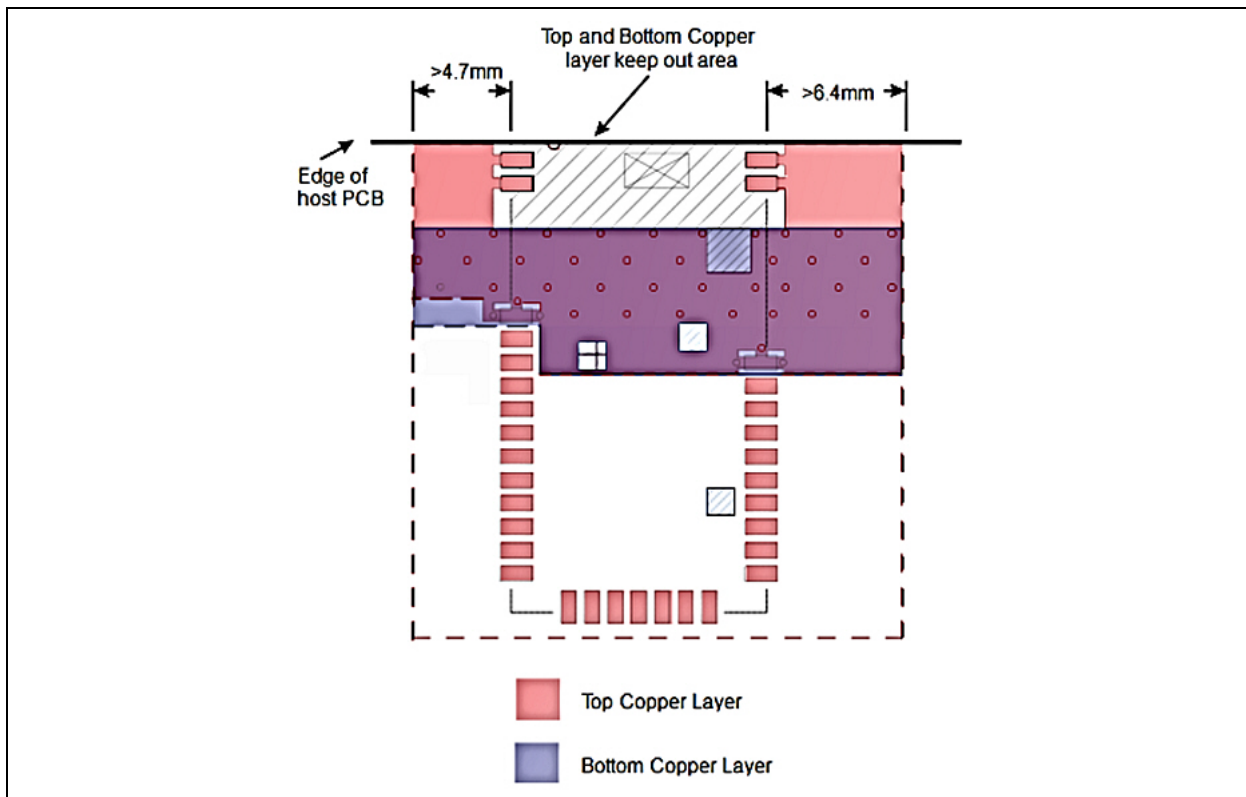 Top and Bottom Copper
layer keep out area
>4.7mm
>6.4mm
Edge of
host PCB
Top Copper Layer
Bottom Copper Layer